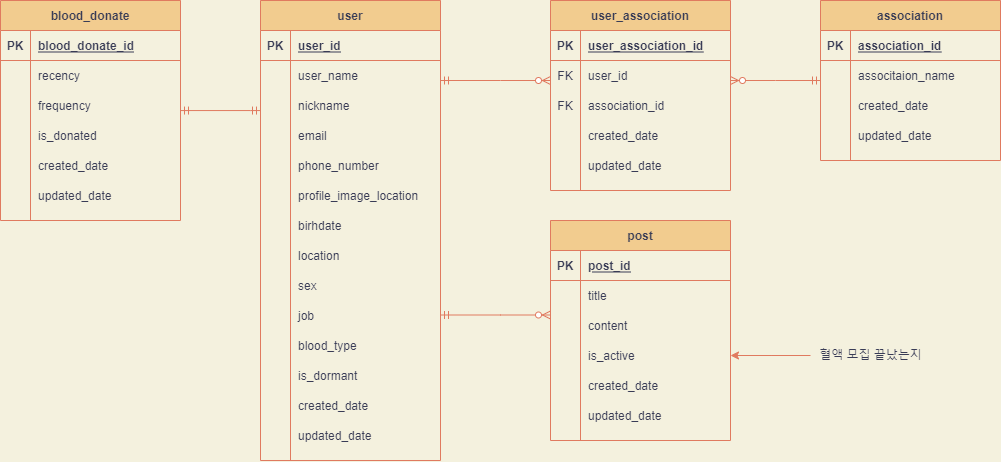 blood_donate
PK blood_donate_id
recency
frequency
is_donated
created_date
updated_date
user
PK user_id
user_name
nickname
email
phone_number
profile_image_location
birhdate
location
sex
job
blood_type
is_dormant
created_date
updated_date
user_association
PK user_association_id
FK user_id
FK association_id
created_date
updated_date
association
PK association_id
associtaion_name
created_date
updated_date
post
PK post_id
title
content
is_active
created_date
updated_date
혈액 모집 끝났는지